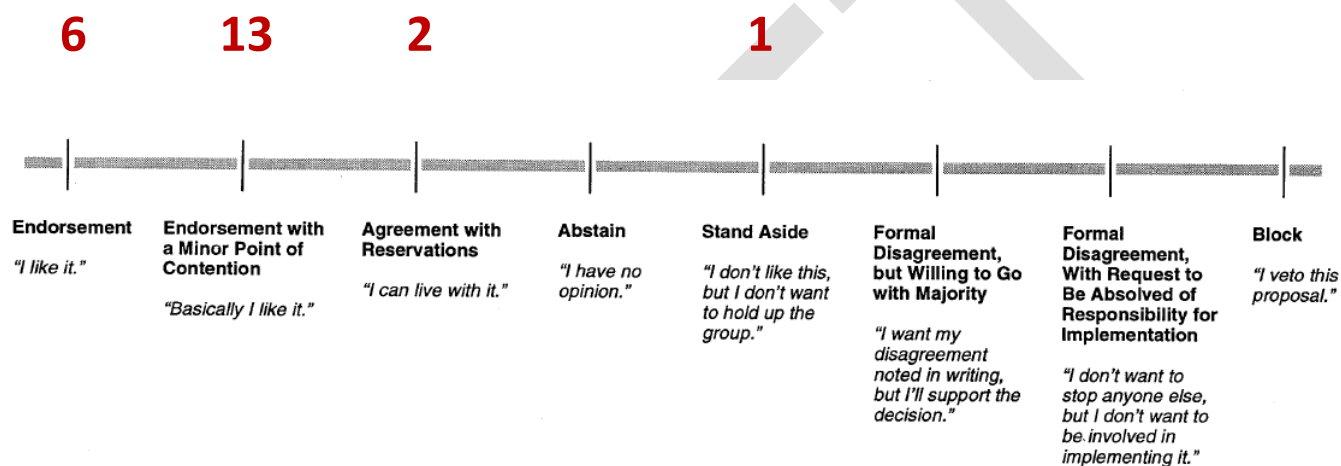 6 13 2 1
Endorsement
"I like it."
Endorsement with
a Minor Point of
Contention
"Basically I like it."
Agreement with
Reservations
"I can live with it."
Abstain
"I have no
opinion."
Stand Aside
"I don't like this,
but I don't want
to hold up the
group."
Formal
Disagreement,
but Willing to Go
with Majority
"I want my
disagreement
noted in writing,
but I'll support the
decision."
Formal
Disagreement,
With Request to
Be Absolved of
Responsibility for
Implementation
"I don't want to
stop anyone else,
but I don't want to
be involved in
implementing it."
Block
"I veto this
proposal."